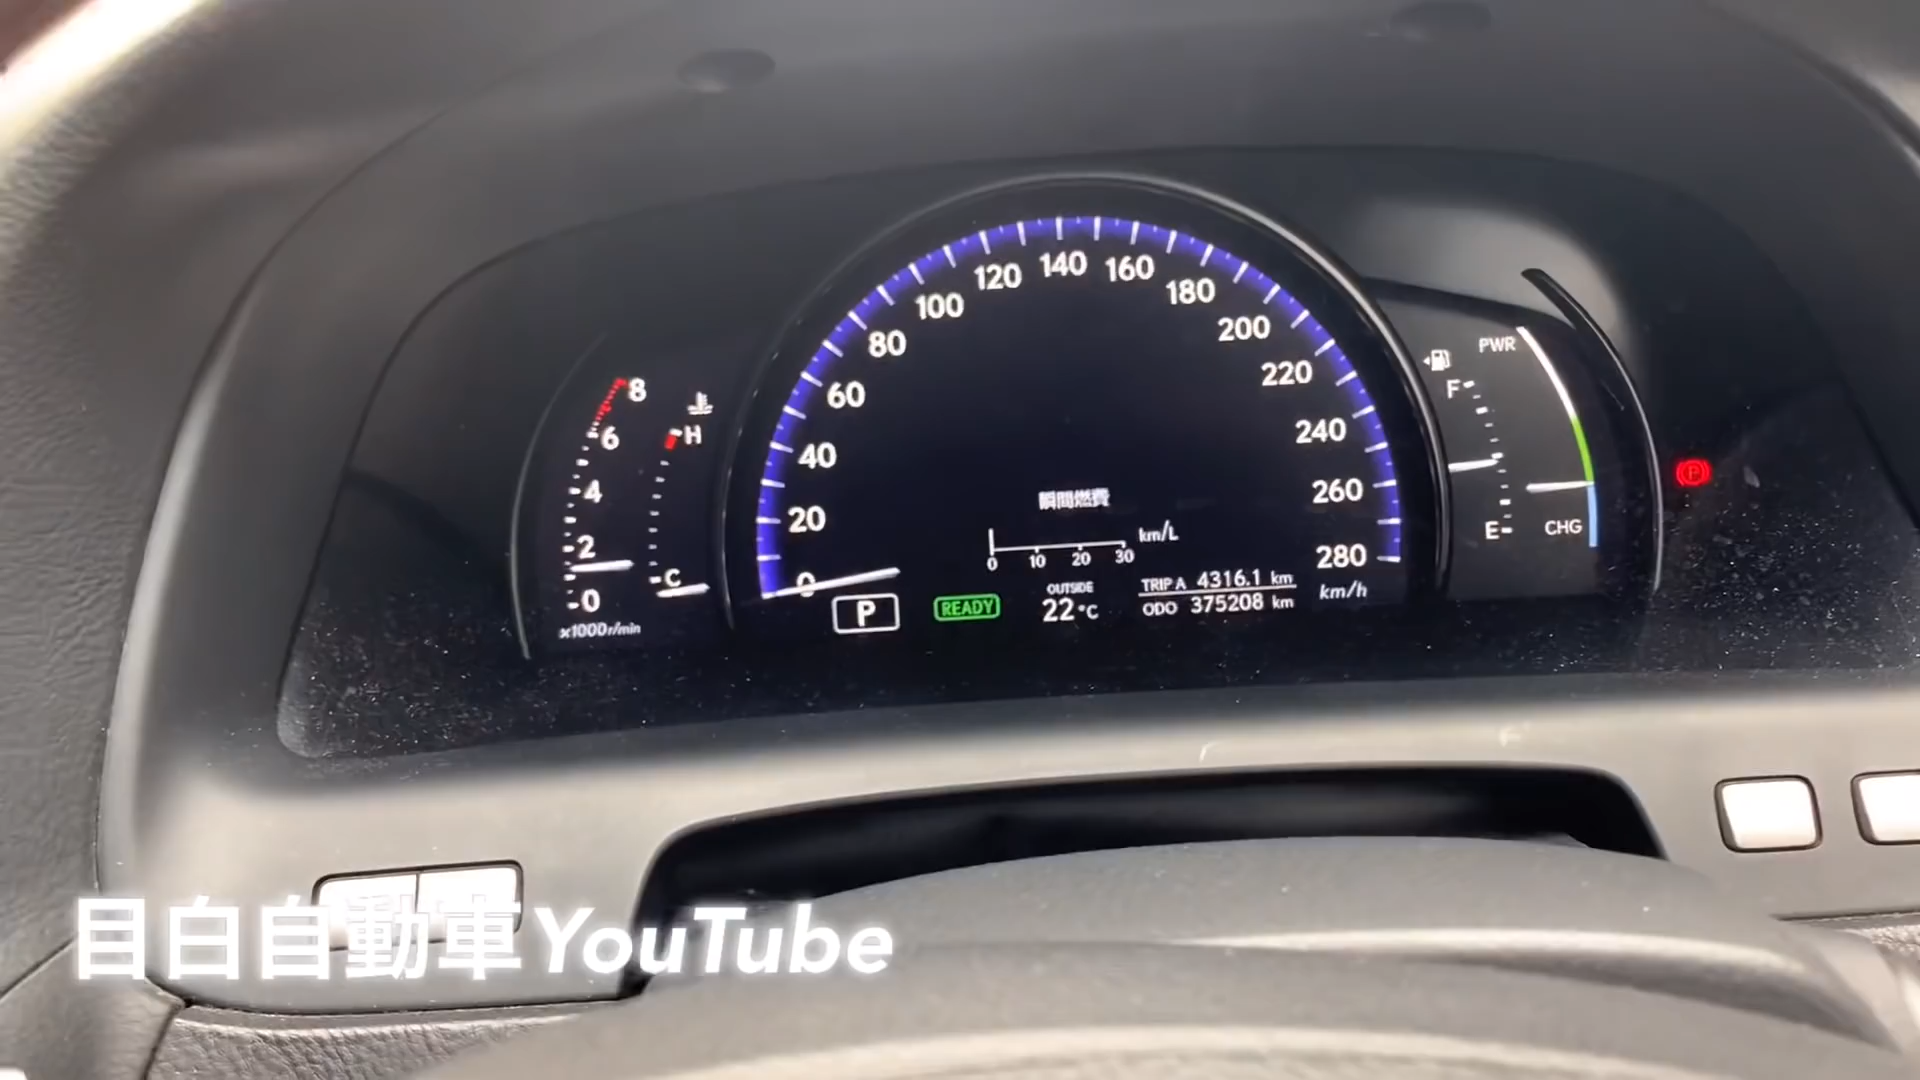 8
6
4
2
0
x1000r/min
H
C
0
20
40
60
80
100
120
140
160
180
200
220
240
260
280
km/h
瞬間燃費
km/L
0 10 20 30
P
READY
OUTSIDE
22°C
TRIP A 4316.1 km
ODO 375208 km
F
E
PWR
CHG
P
目白自動車YouTube